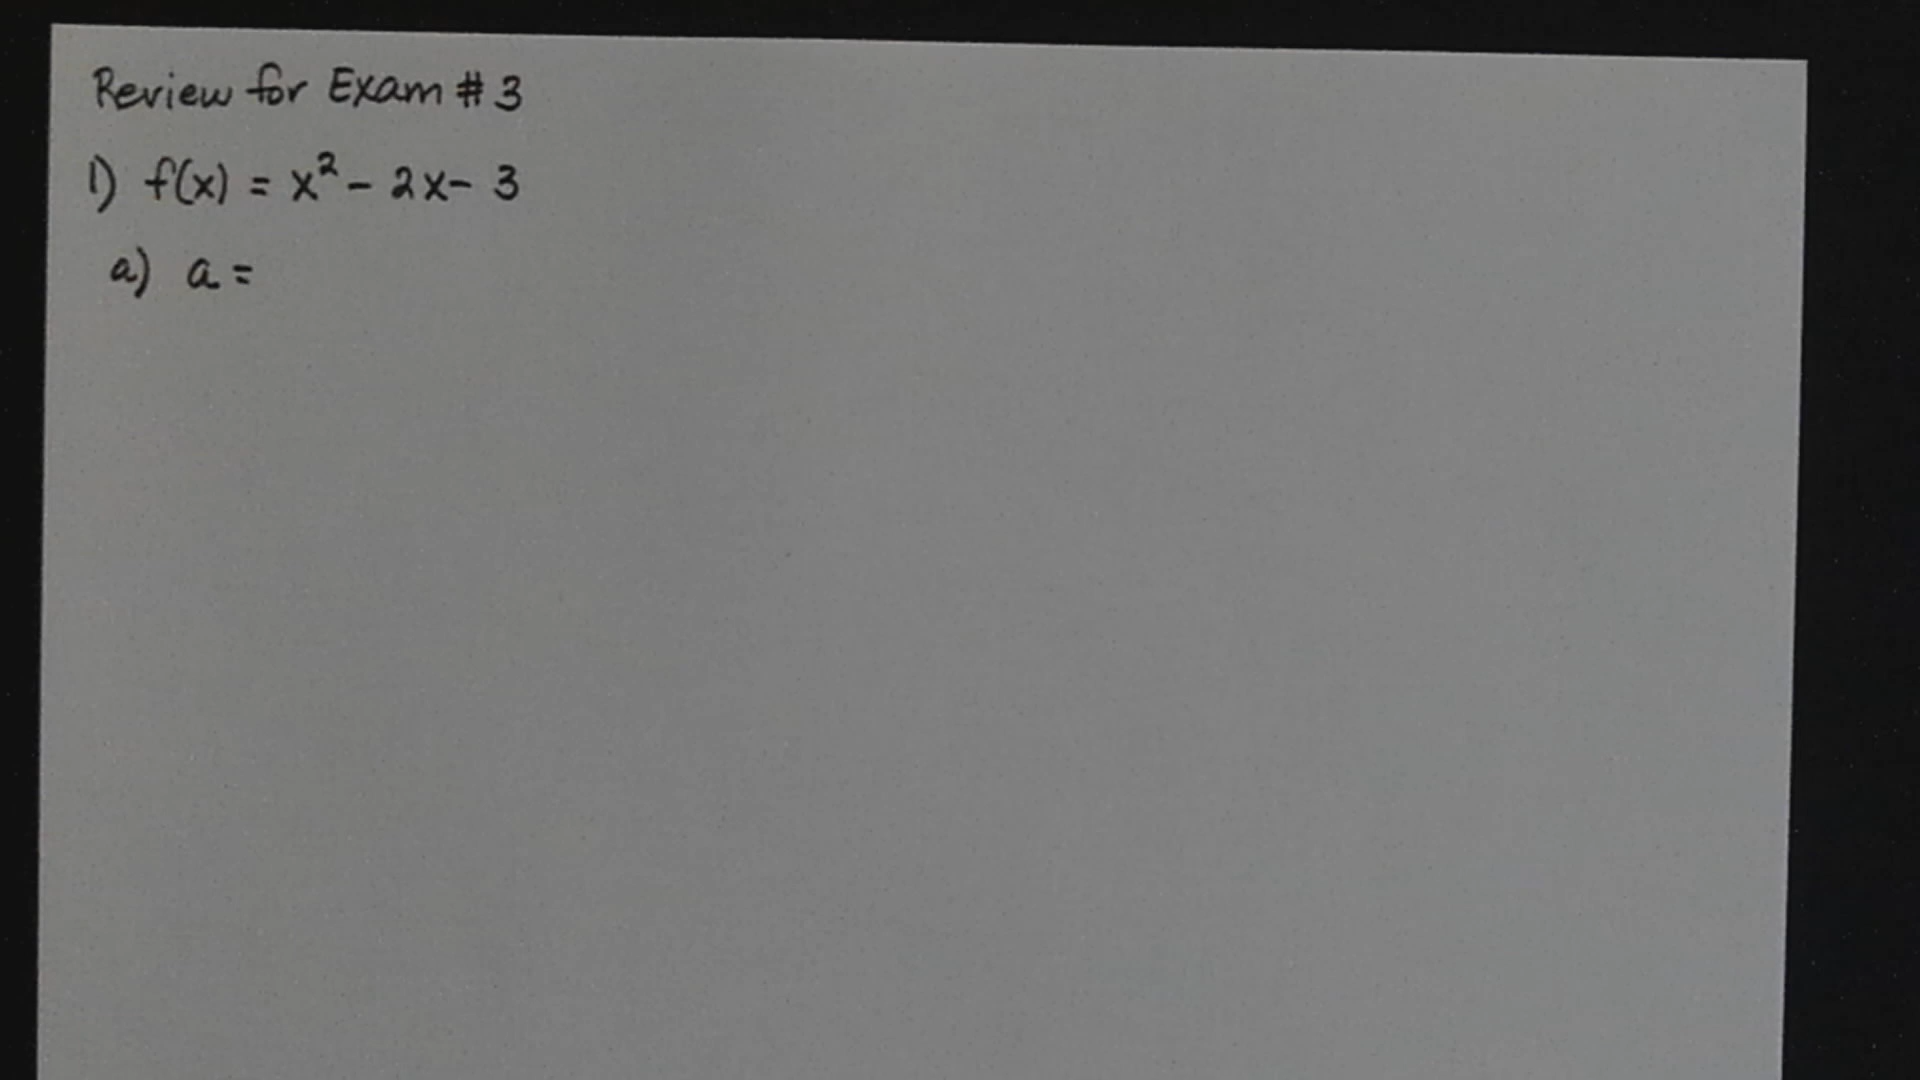 Review for Exam # 3
1) f(x) = x² - 2x - 3
a) a =